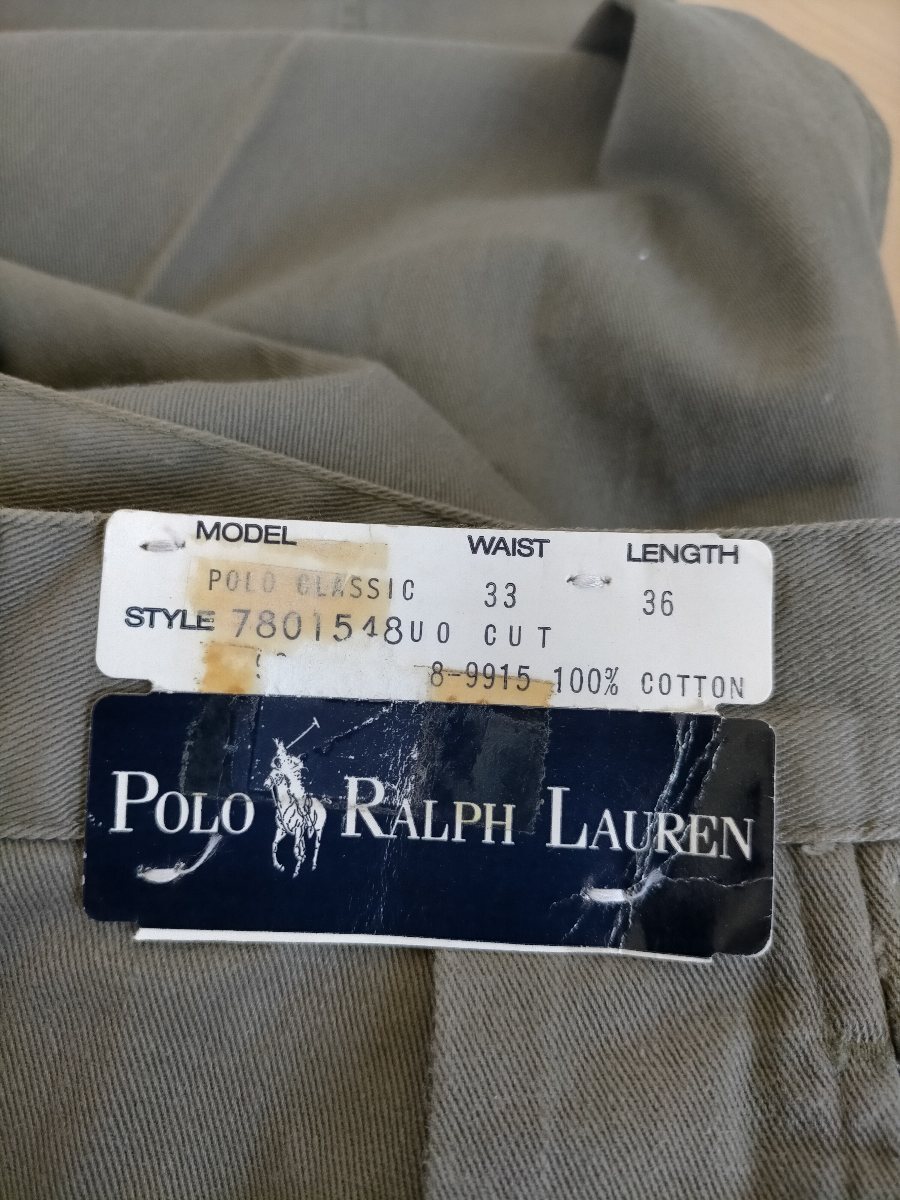 MODEL WAIST LENGTH
POLO CLASSIC 33 36
STYLE 7801548U0 CUT
8-9915 100% COTTON
POLO RALPH LAUREN